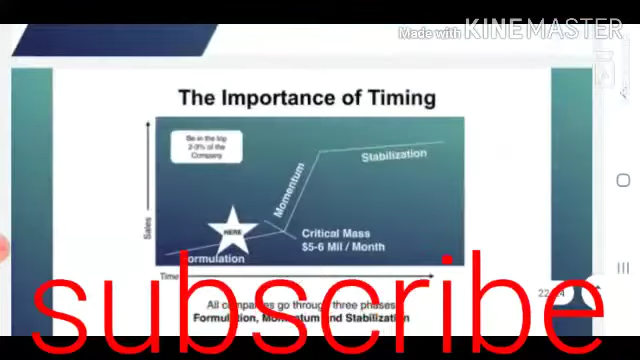 Made with KINEMASTER
The Importance of Timing
Be in the top
2-3% of the
Company
Stabilization
Momentum
Sales
HERE
Critical Mass
$5-6 Mil / Month
Formulation
Time
All companies go through three phases
Formulation, Momentum and Stabilization
subscribe